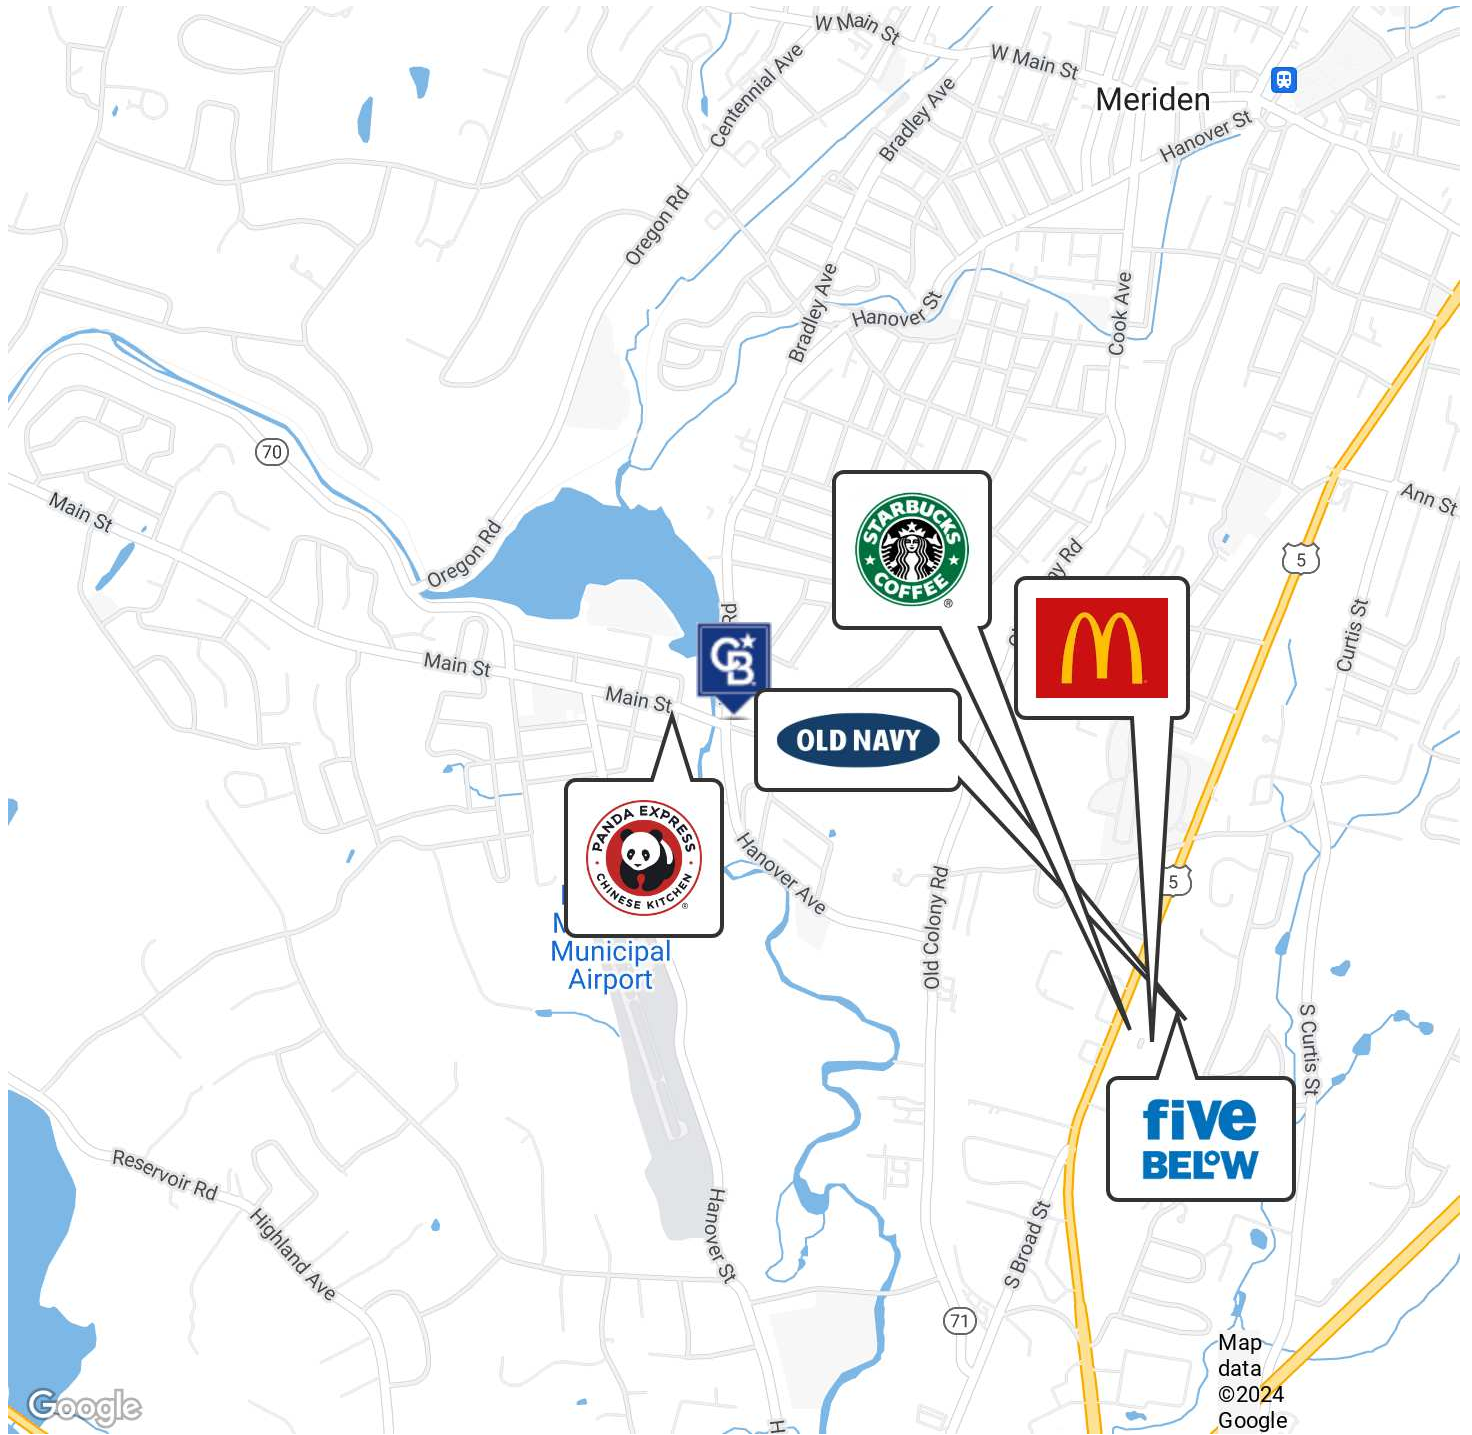 W Main St
W Main St
Meriden
Centennial Ave
Bradley Ave
Hanover St
Oregon Rd
Bradley Ave
Hanover St
Cook Ave
70
Main St
Ann St
STARBUCKS
COFFEE
®
Oregon Rd
5
Rd
Curtis St
Main St
Main St
CB
OLD NAVY
PANDA EXPRESS
CHINESE KITCHEN
®
Hanover Ave
5
Old Colony Rd
Municipal
Airport
S Curtis St
five
BELOW
Reservoir Rd
Highland Ave
Hanover St
S Broad St
71
Map
data
©2024
Google
Google
H